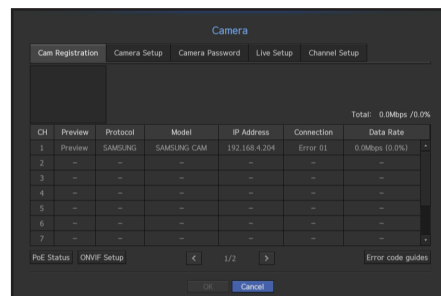 Camera
Cam Registration Camera Setup Camera Password Live Setup Channel Setup
Total: 0.0Mbps /0.0%
CH Preview Protocol Model IP Address Connection Data Rate
1 Preview SAMSUNG SAMSUNG CAM 192.168.4.204 Error 01 0.0Mbps (0.0%)
2 – – – – – –
3 – – – – – –
4 – – – – – –
5 – – – – – –
6 – – – – – –
7 – – – – – –
PoE Status ONVIF Setup < 1/2 > Error code guides
OK Cancel